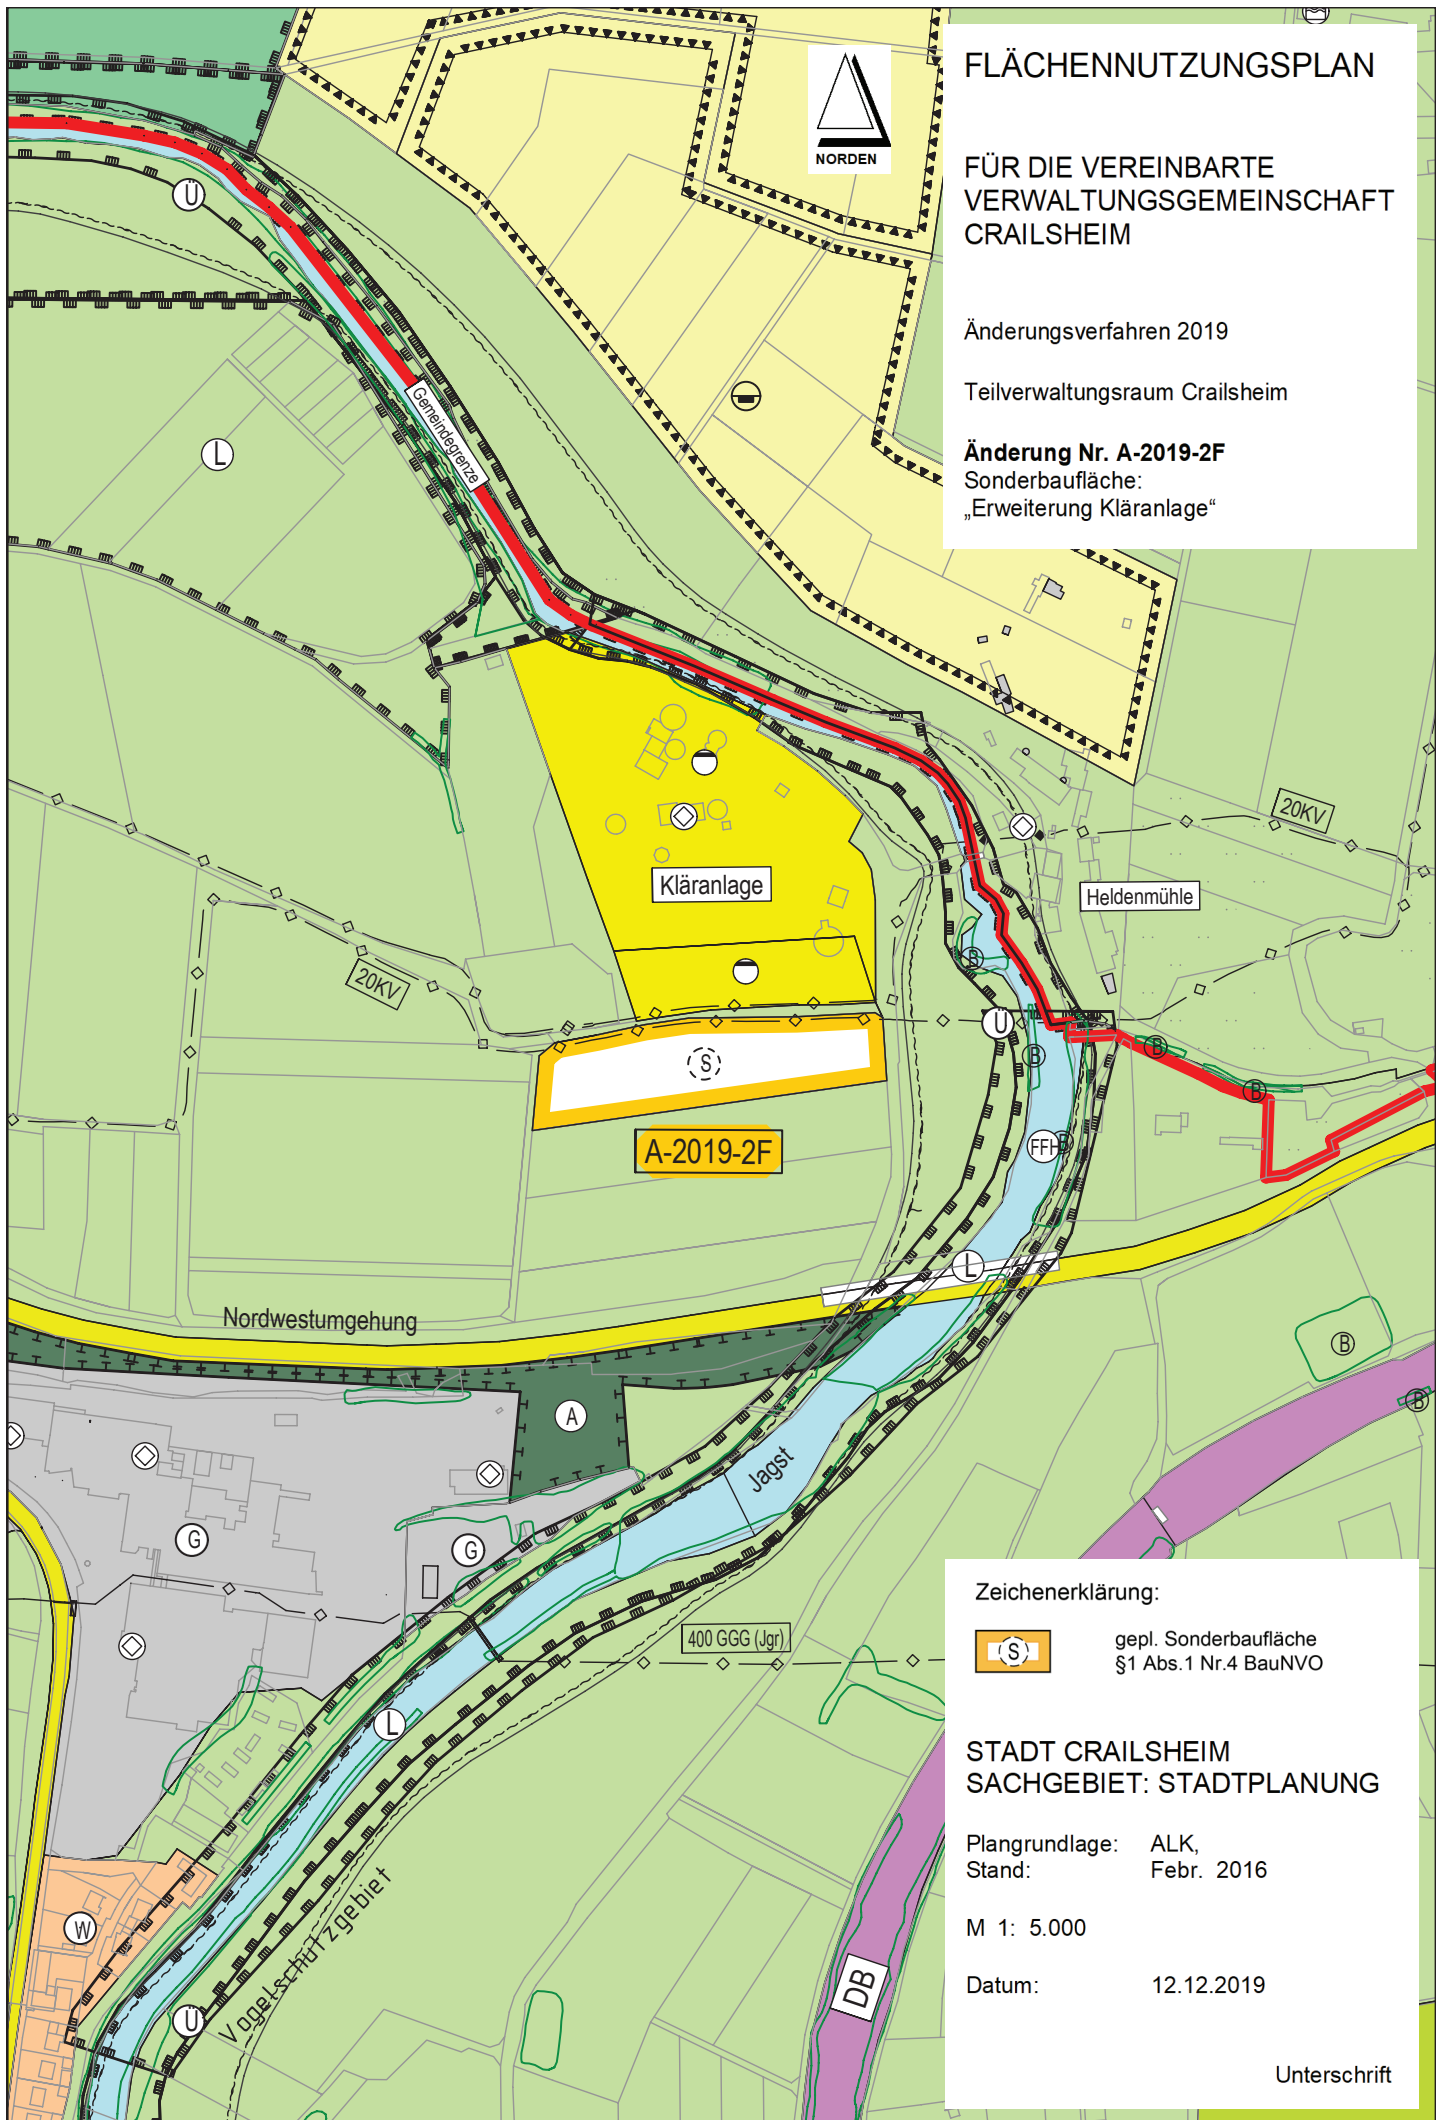 FLÄCHENNUTZUNGSPLAN
FÜR DIE VEREINBARTE
VERWALTUNGSGEMEINSCHAFT
CRAILSHEIM
Änderungsverfahren 2019
Teilverwaltungsraum Crailsheim
Änderung Nr. A-2019-2F
Sonderbaufläche:
„Erweiterung Kläranlage“
NORDEN
Ü
L
Gemeindegrenze
20KV
Kläranlage
Heldenmühle
B
20KV
Ü
S
B
B
B
A-2019-2F
FFH
B
L
Nordwestumgehung
B
B
A
Jagst
G
G
400 GGG (Jgr)
L
W
Vogelschutzgebiet
Ü
DB
Zeichenerklärung:
S
gepl. Sonderbaufläche
§1 Abs.1 Nr.4 BauNVO
STADT CRAILSHEIM
SACHGEBIET: STADTPLANUNG
Plangrundlage: ALK,
Stand: Febr. 2016
M 1: 5.000
Datum: 12.12.2019
Unterschrift